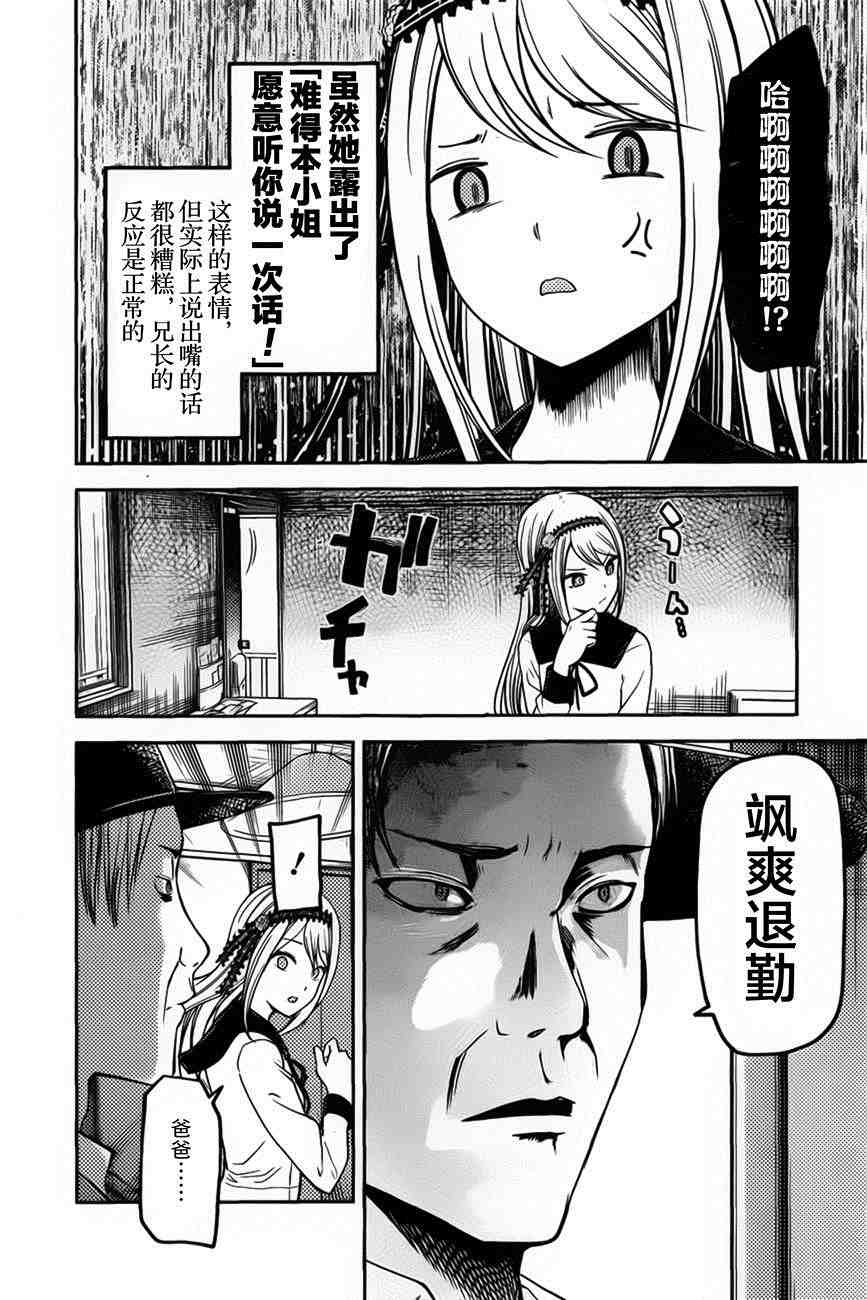 哈啊啊啊啊啊啊!?
虽然她露出了
「难得本小姐
愿意听你说一次话!」
这样的表情，
但实际上说出嘴的话
都很糟糕，兄长的
反应是正常的
うーん…
ガチャ
飒爽退勤
！
爸爸……